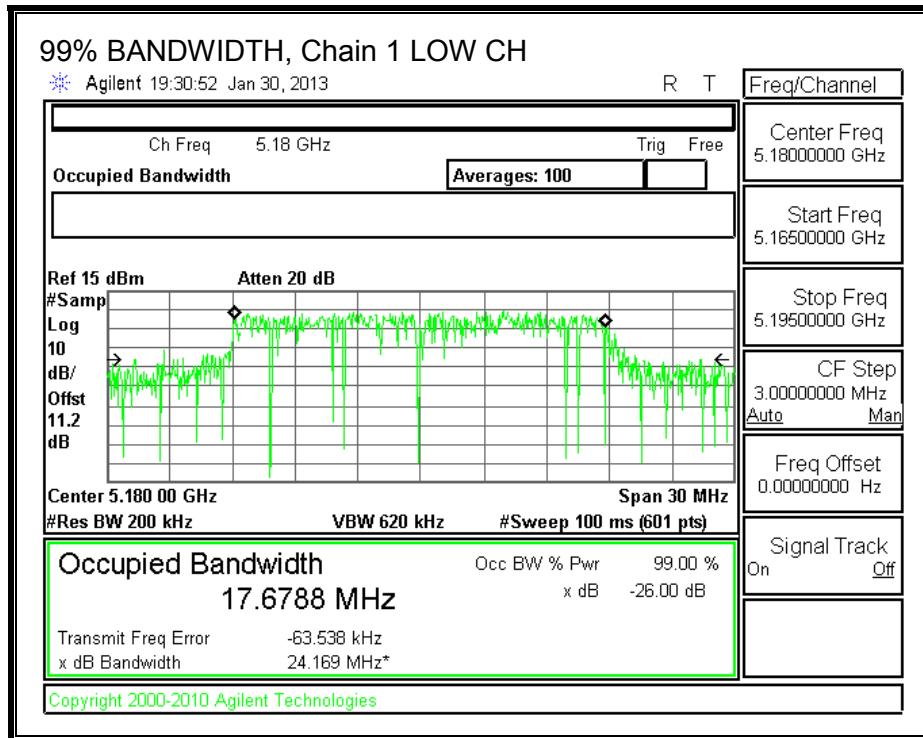 99% BANDWIDTH, Chain 1 LOW CH
Agilent 19:30:52 Jan 30, 2013 R T
Freq/Channel
Ch Freq 5.18 GHz Trig Free
Occupied Bandwidth Averages: 100
Center Freq
5.18000000 GHz
Start Freq
5.16500000 GHz
Stop Freq
5.19500000 GHz
CF Step
3.00000000 MHz
Auto Man
Freq Offset
0.00000000 Hz
Signal Track
On Off
Ref 15 dBm Atten 20 dB
#Samp
Log
10
dB/
Offst
11.2
dB
Center 5.180 00 GHz Span 30 MHz
#Res BW 200 kHz VBW 620 kHz #Sweep 100 ms (601 pts)
Occupied Bandwidth Occ BW % Pwr 99.00 %
17.6788 MHz x dB -26.00 dB
Transmit Freq Error -63.538 kHz
x dB Bandwidth 24.169 MHz*
Copyright 2000-2010 Agilent Technologies